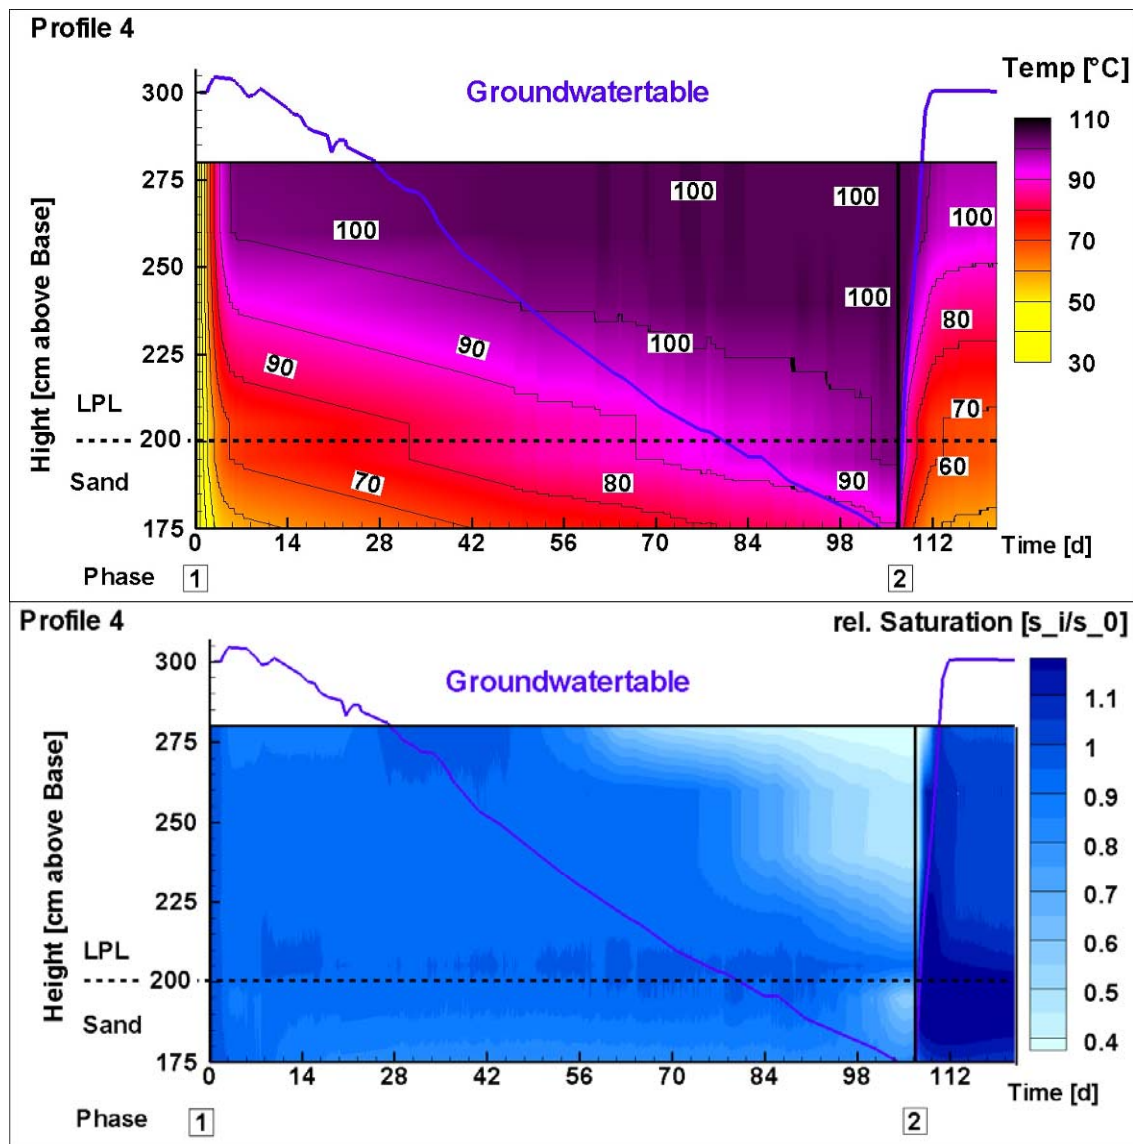 Profile 4
Groundwatertable
Temp [°C]
300
110
275
100
100
100
90
100
70
250
100
50
80
225
90
100
30
90
LPL
70
200
Sand
70
80
90
60
175
0 14 28 42 56 70 84 98 112 Time [d]
Phase 1 2
Hight [cm above Base]
Profile 4
rel. Saturation [s_i/s_0]
Groundwatertable
300
1.1
275
1
0.9
250
0.8
225
0.7
LPL
0.6
200
0.5
Sand
0.4
175
0 14 28 42 56 70 84 98 112
Time [d]
Phase 1 2
Height [cm above Base]